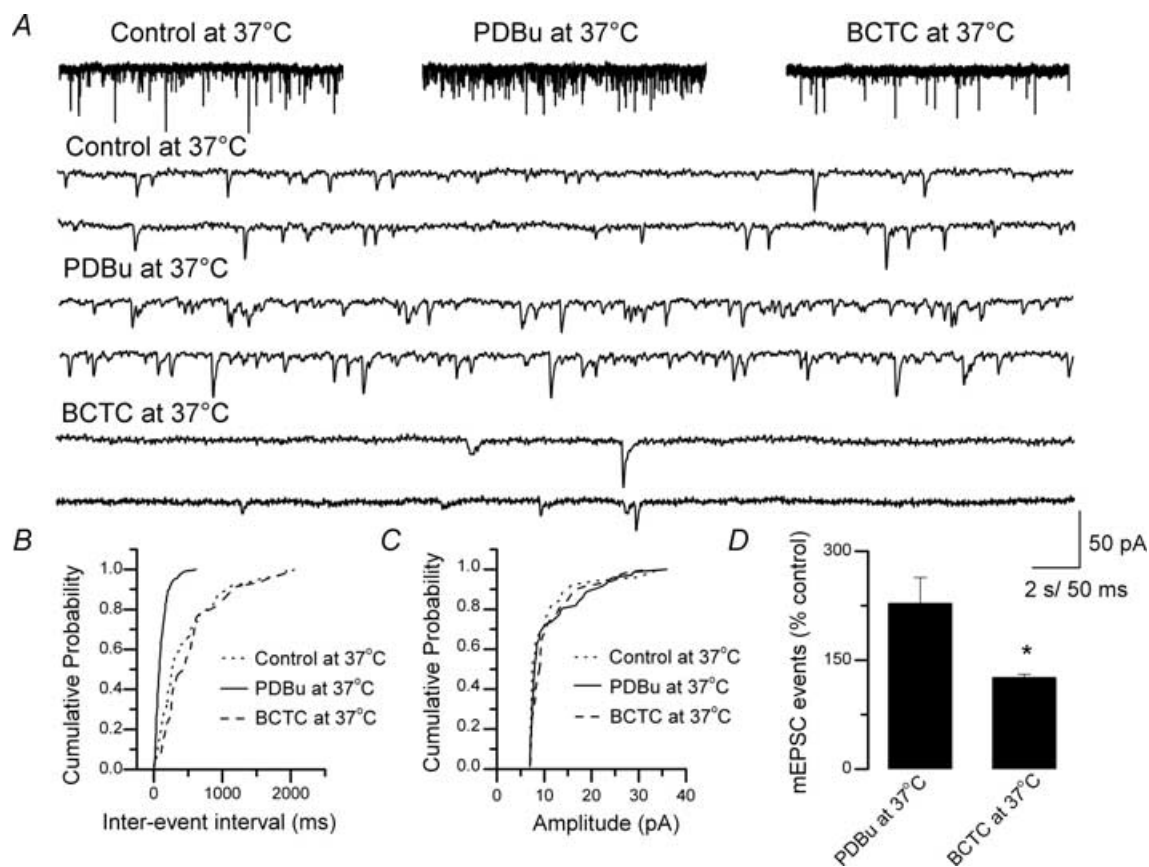 A
Control at 37°C
PDBu at 37°C
BCTC at 37°C
Control at 37°C
PDBu at 37°C
BCTC at 37°C
50 pA
2 s/ 50 ms
B
Cumulative Probability
1.0
0.8
0.6
0.4
0.2
0.0
Control at 37°C
PDBu at 37°C
BCTC at 37°C
0
1000
2000
Inter-event interval (ms)
C
Cumulative Probability
1.0
0.8
0.6
0.4
0.2
0.0
Control at 37°C
PDBu at 37°C
BCTC at 37°C
0
10
20
30
40
Amplitude (pA)
D
mEPSC events (% control)
300
150
0
*
PDBu at 37°C
BCTC at 37°C